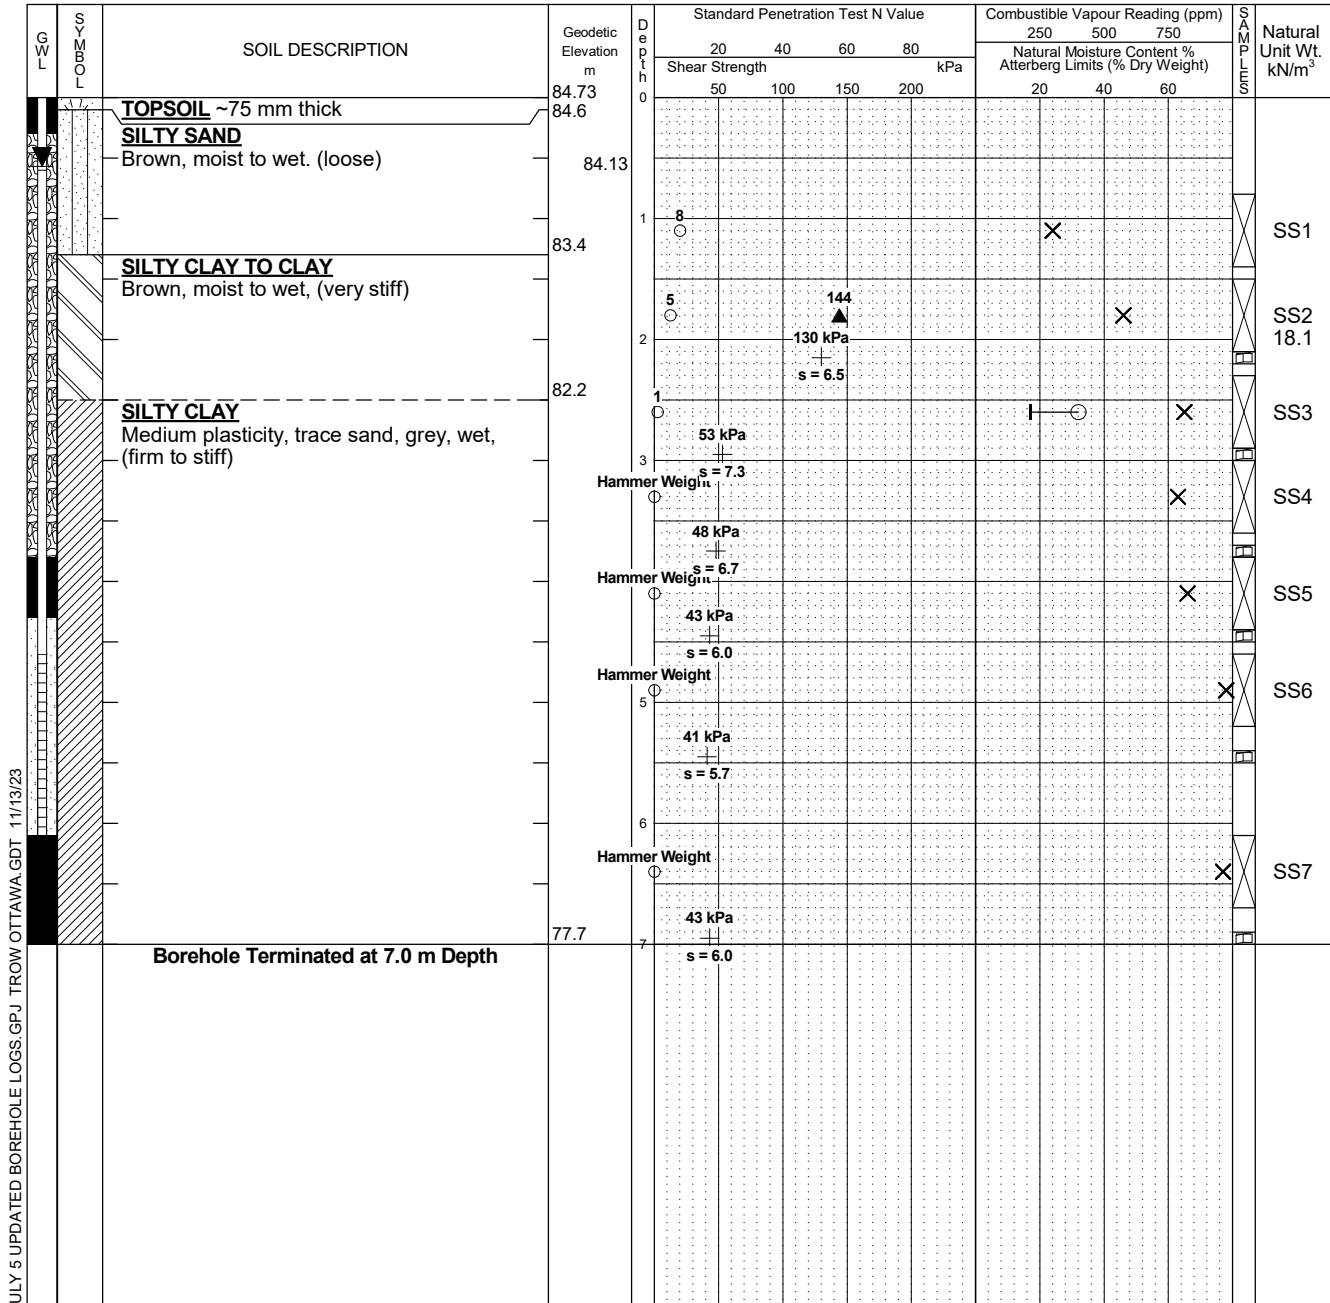 GWL
SYMBOL
SOIL DESCRIPTION
Geodetic
Elevation
m
Depth
Standard Penetration Test N Value
20 40 60 80
Shear Strength kPa
50 100 150 200
Combustible Vapour Reading (ppm)
250 500 750
Natural Moisture Content %
Atterberg Limits (% Dry Weight)
20 40 60
SAMPLES
Natural
Unit Wt.
kN/m³
84.73
0
TOPSOIL ~75 mm thick
84.6
SILTY SAND
Brown, moist to wet. (loose)
84.13
1
8
SS1
83.4
SILTY CLAY TO CLAY
Brown, moist to wet, (very stiff)
5
144
SS2
18.1
2
130 kPa
s = 6.5
82.2
SILTY CLAY
Medium plasticity, trace sand, grey, wet,
(firm to stiff)
1
SS3
53 kPa
3
s = 7.3
Hammer Weight
SS4
48 kPa
s = 6.7
Hammer Weight
SS5
43 kPa
s = 6.0
Hammer Weight
SS6
5
41 kPa
s = 5.7
6
Hammer Weight
SS7
43 kPa
77.7
7
s = 6.0
Borehole Terminated at 7.0 m Depth
ULY 5 UPDATED BOREHOLE LOGS.GPJ TROW OTTAWA.GDT 11/13/23